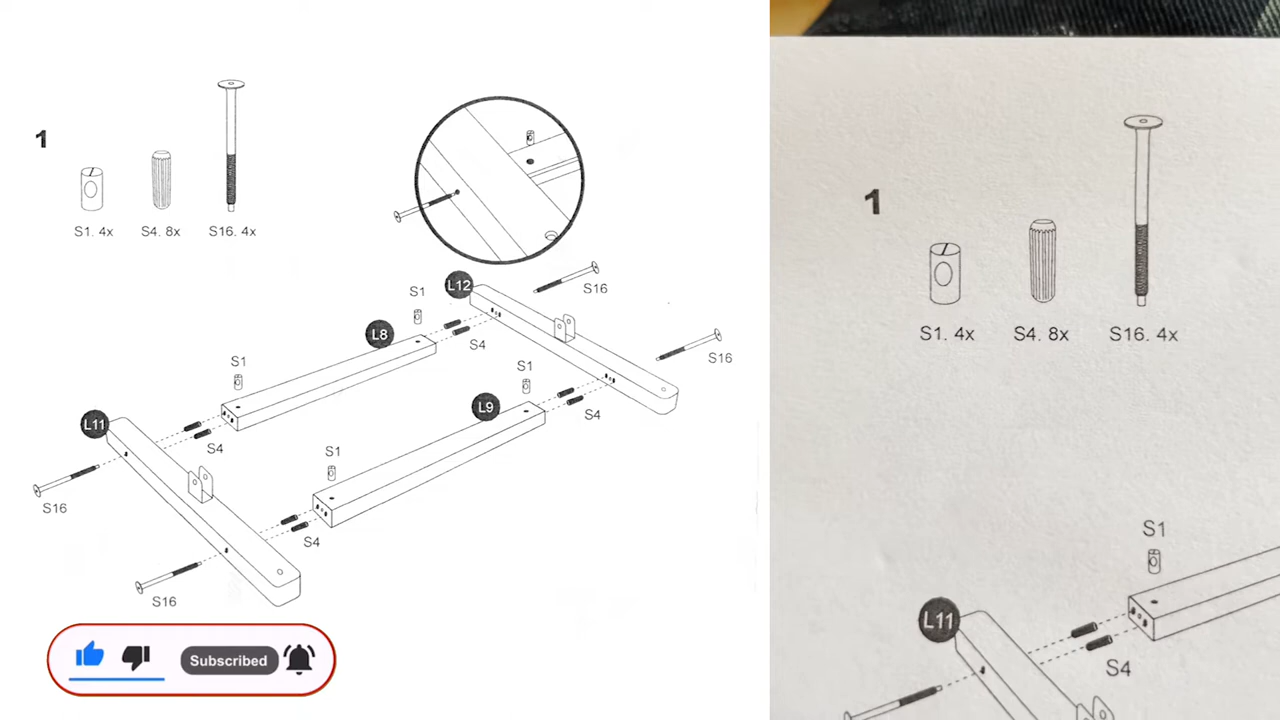 1
S1. 4x
S4. 8x
S16. 4x
L12
S16
S1
L8
S4
S16
S1
S1
L9
S4
L11
S4
S1
S16
S4
S16
Subscribed
1
S1. 4x
S4. 8x
S16. 4x
S1
L11
S4